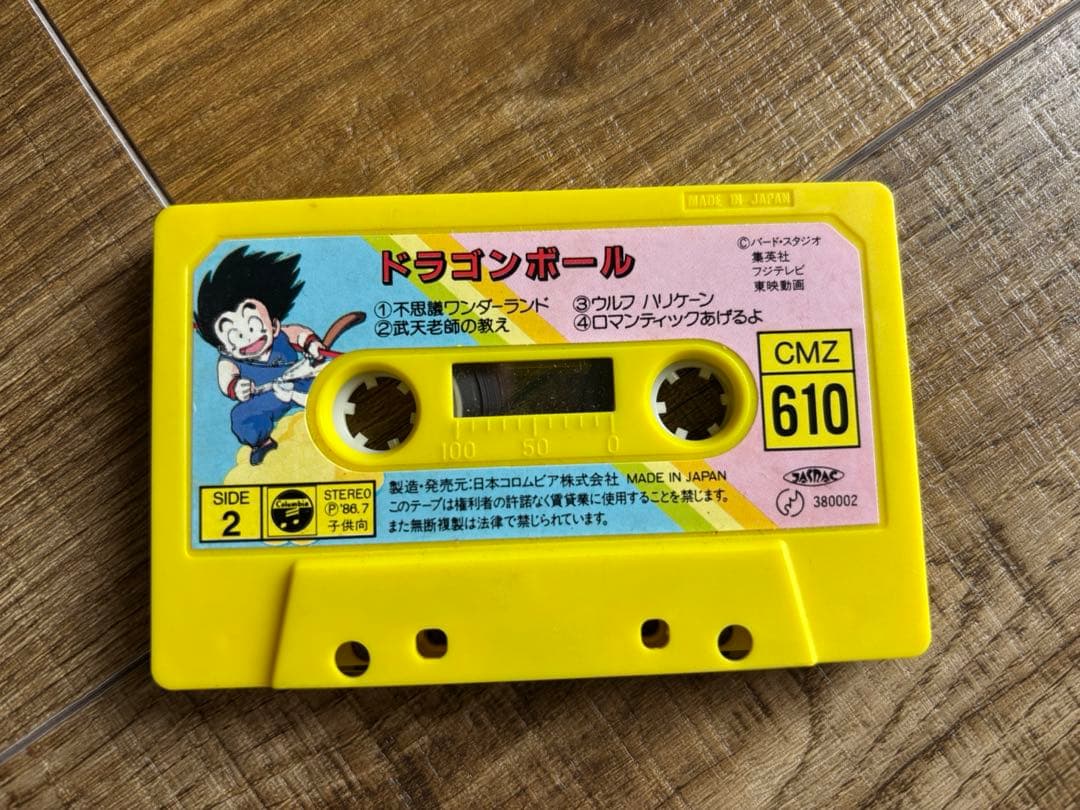 MADE IN JAPAN
ドラゴンボール
①不思議ワンダーランド
②武天老師の教え
③ウルフ ハリケーン
④ロマンティックあげるよ
©バード・スタジオ
集英社
フジテレビ
東映動画
CMZ
610
100 50 0
SIDE
2
Columbia
STEREO
Ⓟ'86.7
子供向
製造・発売元:日本コロムビア株式会社 MADE IN JAPAN
このテープは権利者の許諾なく賃貸業に使用することを禁じます。
また無断複製は法律で禁じられています。
JASRAC
380002